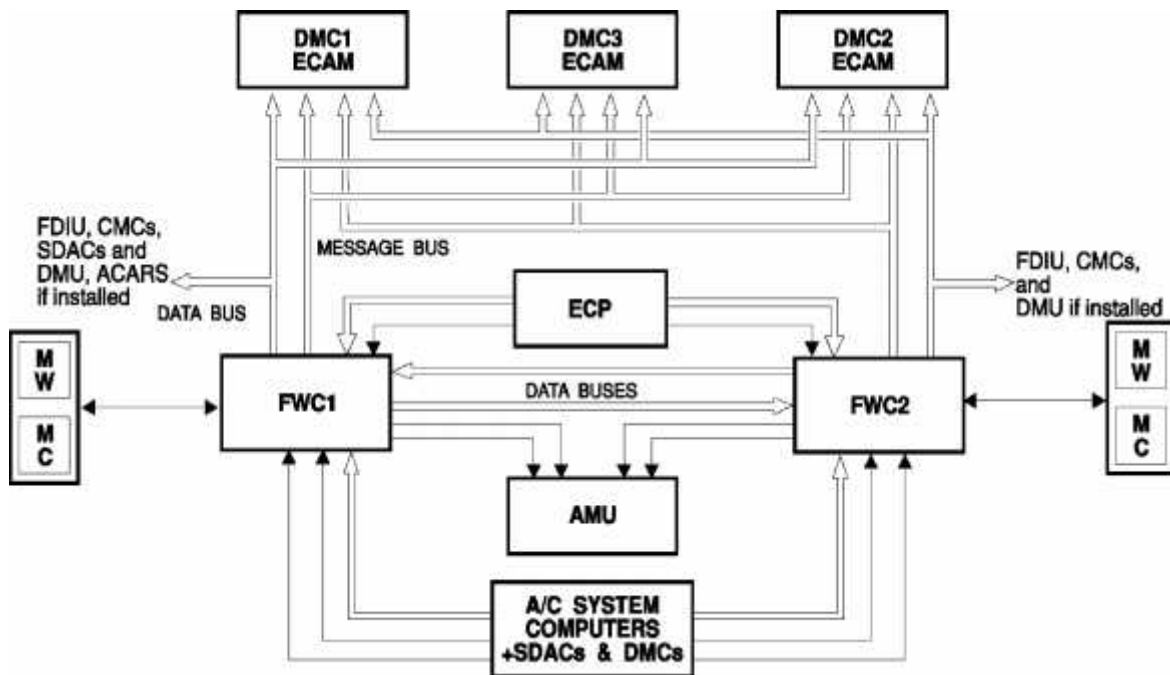 DMC1
ECAM
DMC3
ECAM
DMC2
ECAM
FDIU, CMCs,
SDACs and
DMU, ACARS
if installed
DATA BUS
MESSAGE BUS
FDIU, CMCs,
and
DMU if installed
ECP
M
W
M
C
FWC1
DATA BUSES
FWC2
M
W
M
C
AMU
A/C SYSTEM
COMPUTERS
+SDACs & DMCs